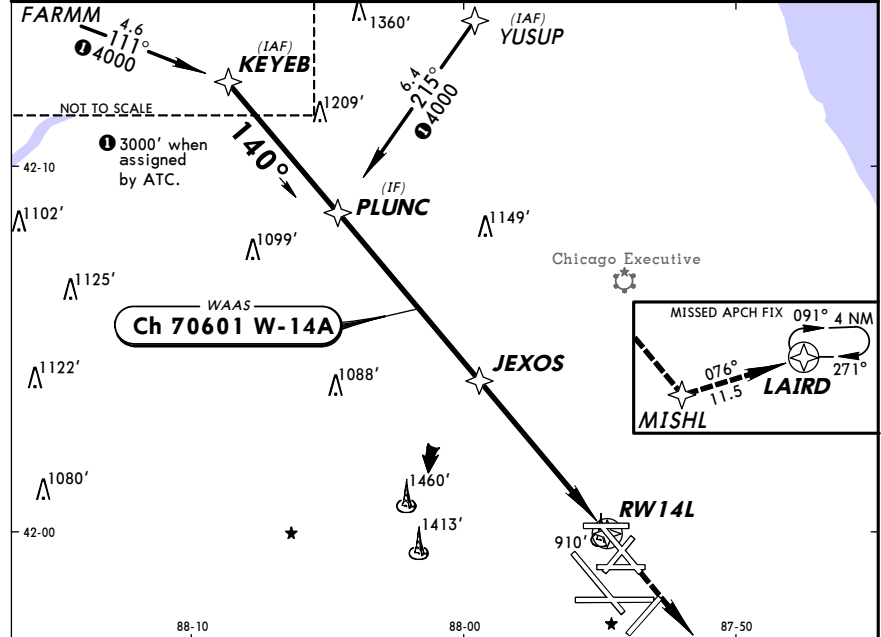 FARMM
4.6
111°
1 4000
(IAF)
KEYEB
1360'
(IAF)
YUSUP
6.4
215°
1 4000
NOT TO SCALE
1209'
1 3000' when
assigned
by ATC.
140°
42-10
(IF)
PLUNC
1102'
1099'
1149'
1125'
Chicago Executive
WAAS
Ch 70601 W-14A
MISSED APCH FIX
091° 4 NM
076°
11.5
271°
LAIRD
MISHL
JEXOS
1122'
1088'
1080'
1460'
1413'
RW14L
910'
42-00
88-10
88-00
87-50